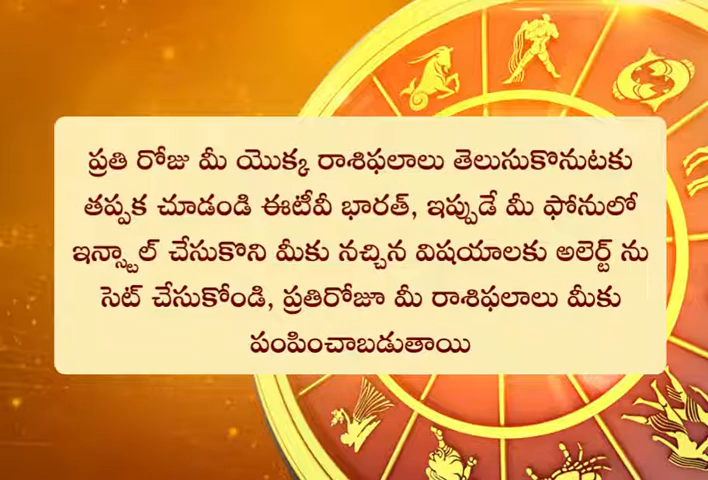 ప్రతి రోజు మీ యొక్క రాశిఫలాలు తెలుసుకొనుటకు
తప్పక చూడండి ఈటీవీ భారత్, ఇప్పుడే మీ ఫోనులో
ఇన్స్టాల్ చేసుకొని మీకు నచ్చిన విషయాలకు అలెర్ట్ ను
సెట్ చేసుకోండి, ప్రతిరోజూ మీ రాశిఫలాలు మీకు
పంపించాబడుతాయి